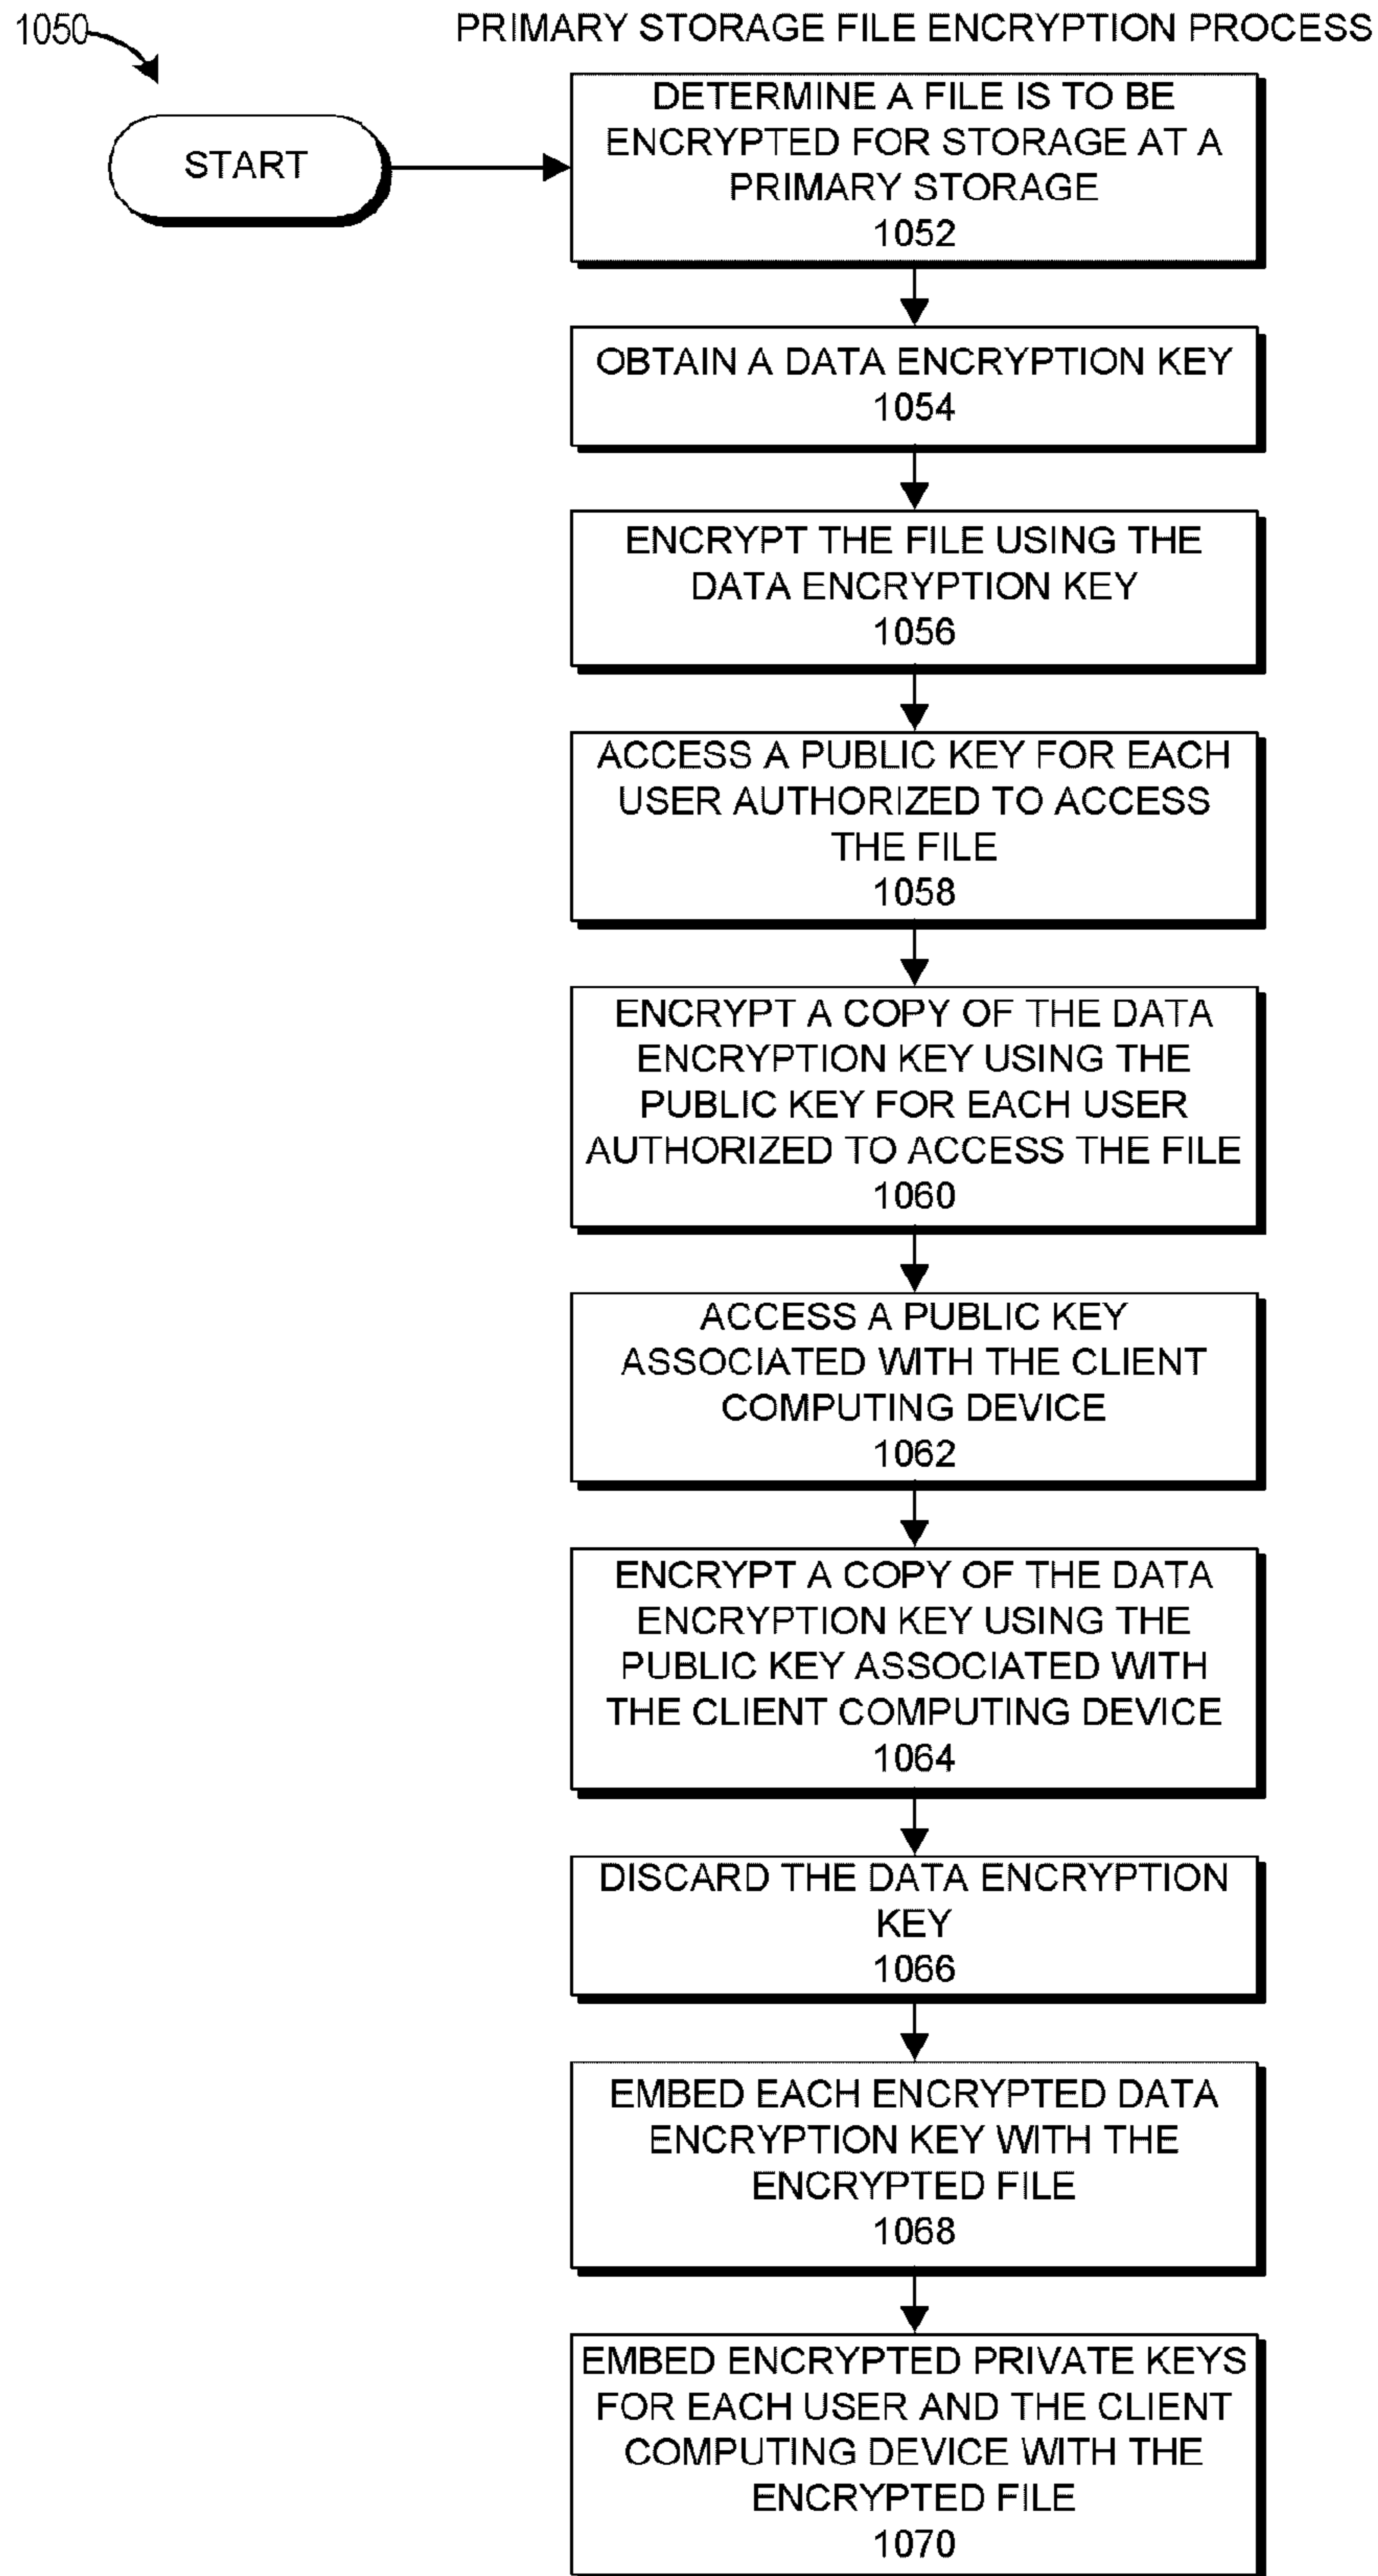 1050
PRIMARY STORAGE FILE ENCRYPTION PROCESS
START
DETERMINE A FILE IS TO BE
ENCRYPTED FOR STORAGE AT A
PRIMARY STORAGE
1052
OBTAIN A DATA ENCRYPTION KEY
1054
ENCRYPT THE FILE USING THE
DATA ENCRYPTION KEY
1056
ACCESS A PUBLIC KEY FOR EACH
USER AUTHORIZED TO ACCESS
THE FILE
1058
ENCRYPT A COPY OF THE DATA
ENCRYPTION KEY USING THE
PUBLIC KEY FOR EACH USER
AUTHORIZED TO ACCESS THE FILE
1060
ACCESS A PUBLIC KEY
ASSOCIATED WITH THE CLIENT
COMPUTING DEVICE
1062
ENCRYPT A COPY OF THE DATA
ENCRYPTION KEY USING THE
PUBLIC KEY ASSOCIATED WITH
THE CLIENT COMPUTING DEVICE
1064
DISCARD THE DATA ENCRYPTION
KEY
1066
EMBED EACH ENCRYPTED DATA
ENCRYPTION KEY WITH THE
ENCRYPTED FILE
1068
EMBED ENCRYPTED PRIVATE KEYS
FOR EACH USER AND THE CLIENT
COMPUTING DEVICE WITH THE
ENCRYPTED FILE
1070